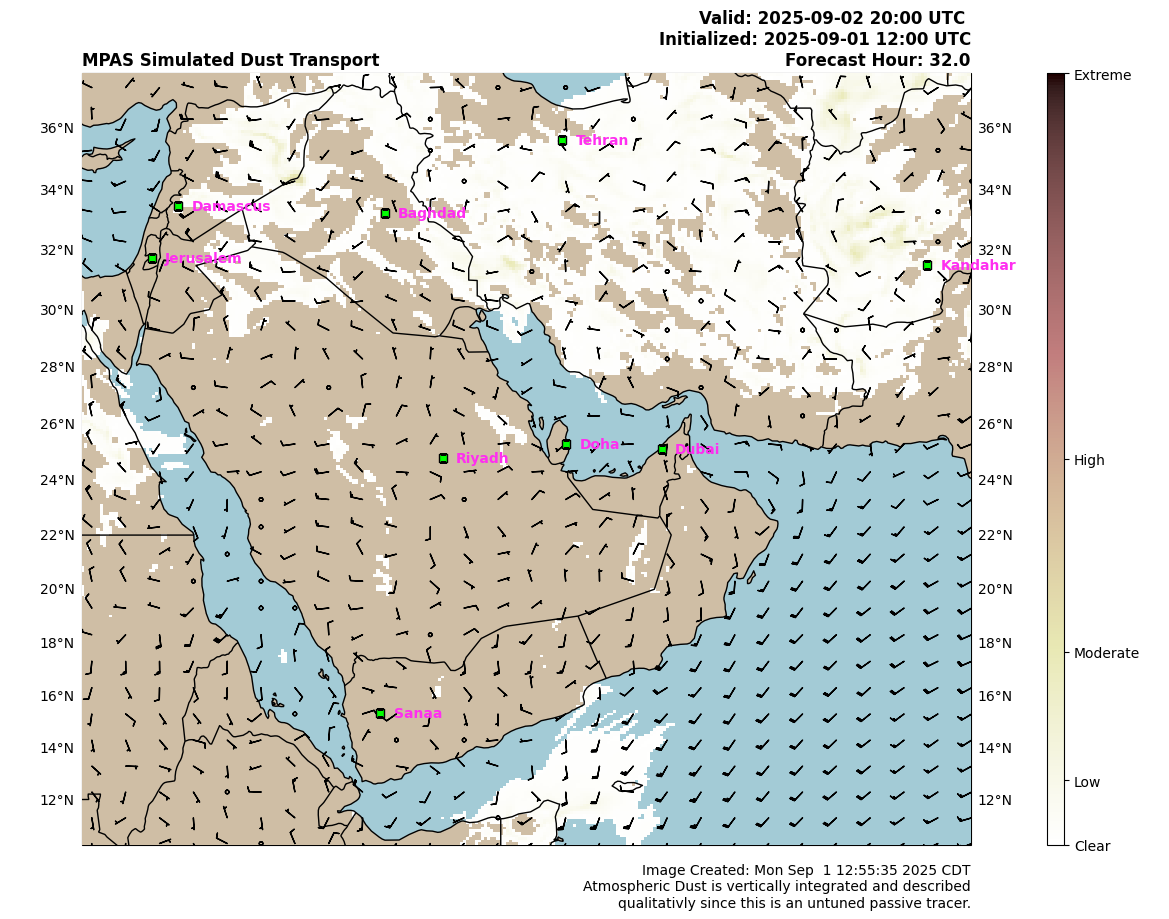 Valid: 2025-09-02 20:00 UTC
Initialized: 2025-09-01 12:00 UTC
MPAS Simulated Dust Transport
Forecast Hour: 32.0
Extreme
36°N
36°N
Tehran
34°N
34°N
Damascus
Baghdad
32°N
32°N
Jerusalem
Kandahar
30°N
30°N
28°N
28°N
26°N
26°N
Doha
Dubai
Riyadh
High
24°N
24°N
22°N
22°N
20°N
20°N
18°N
18°N
Moderate
16°N
16°N
Sanaa
14°N
14°N
Low
12°N
12°N
Clear
Image Created: Mon Sep  1 12:55:35 2025 CDT
Atmospheric Dust is vertically integrated and described
qualitativly since this is an untuned passive tracer.